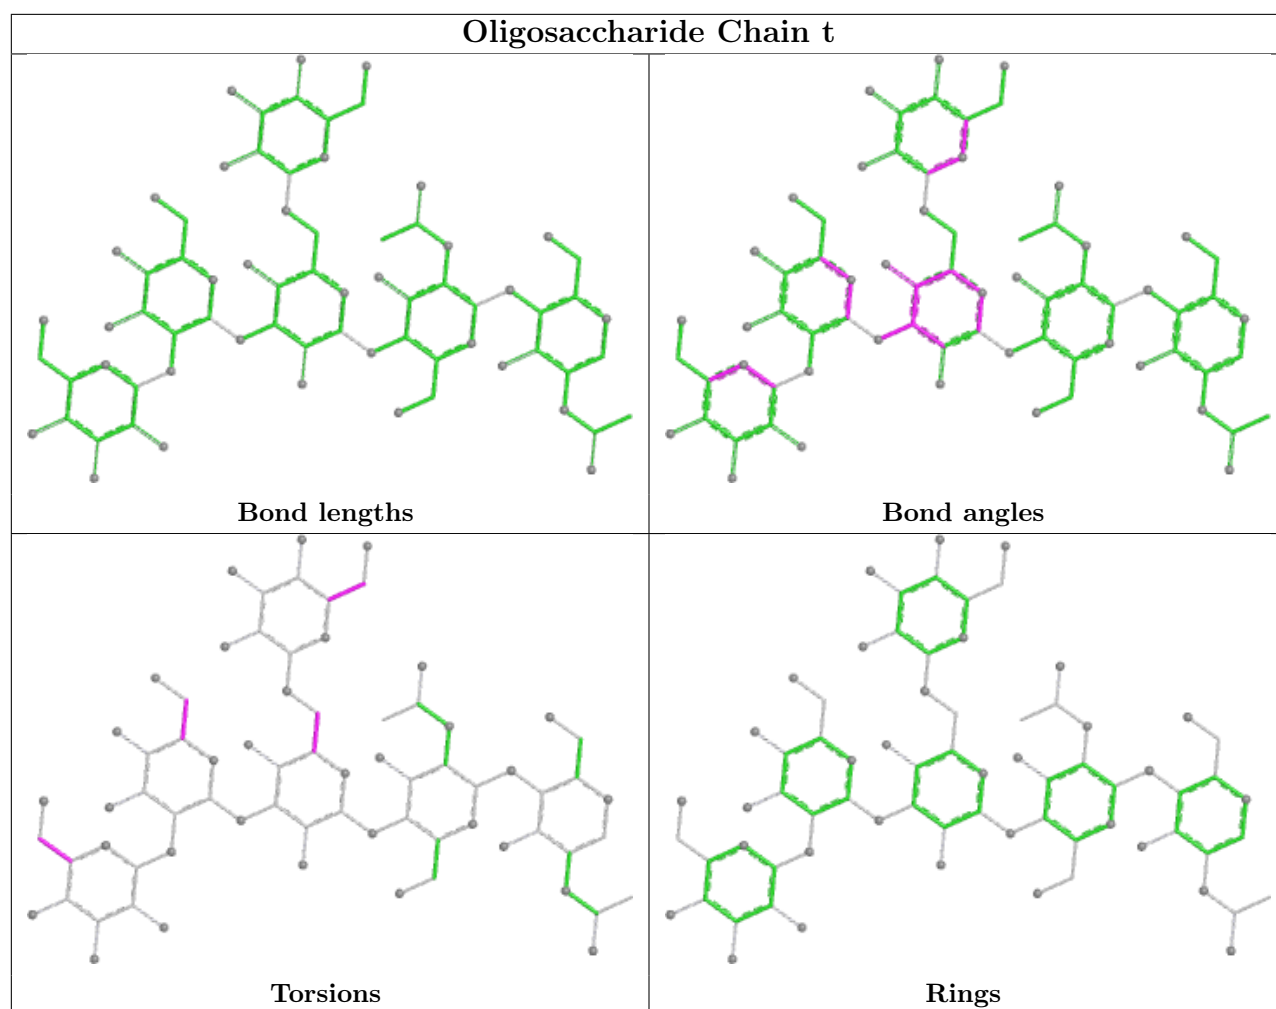 Oligosaccharide Chain t
Bond lengths
Bond angles
Torsions
Rings